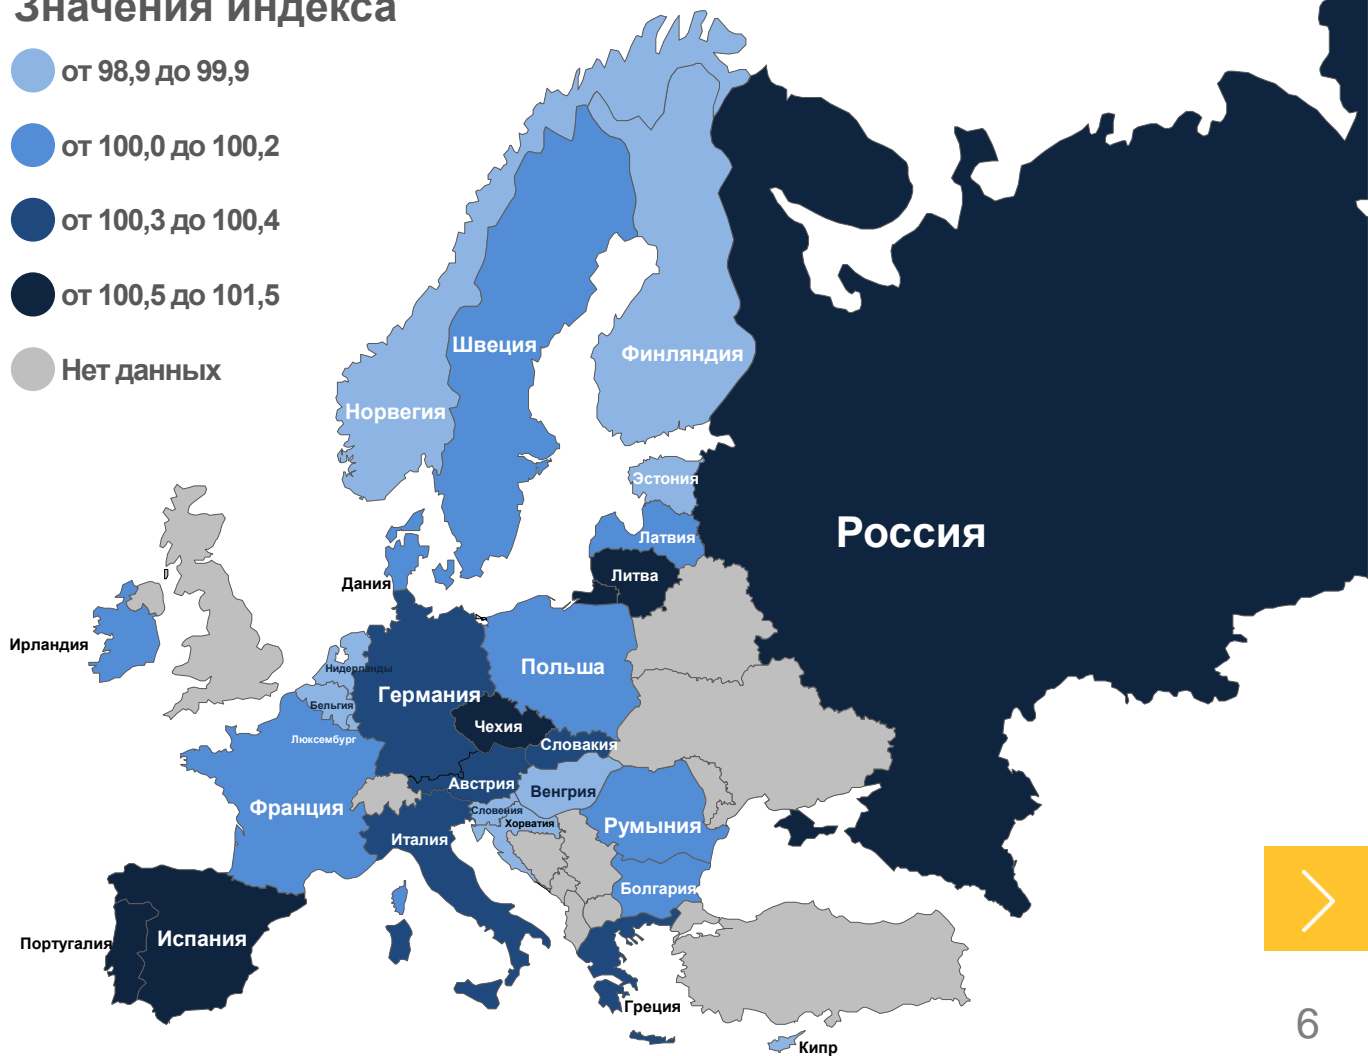 Значения индекса
от 98,9 до 99,9
от 100,0 до 100,2
от 100,3 до 100,4
от 100,5 до 101,5
Нет данных
Швеция
Финляндия
Норвегия
Эстония
Россия
Латвия
Литва
Дания
Ирландия
Нидерланды
Польша
Германия
Бельгия
Чехия
Люксембург
Словакия
Австрия
Венгрия
Франция
Словения
Хорватия
Румыния
Италия
Болгария
Португалия
Испания
Греция
Кипр
6